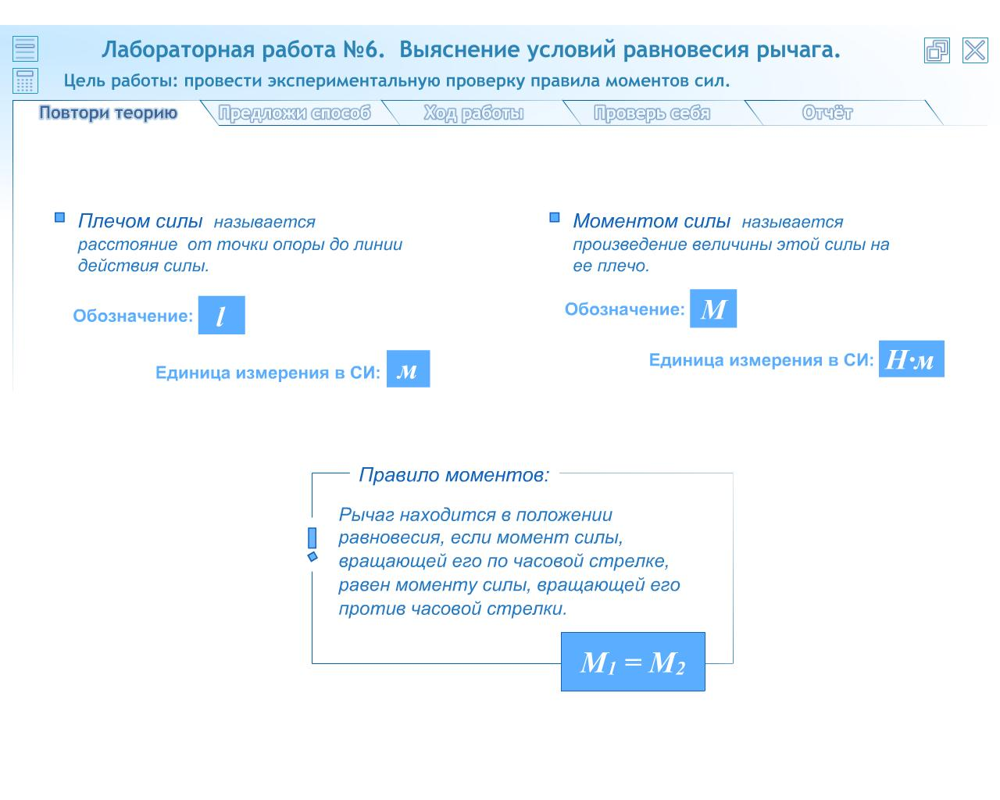 Лабораторная работа №6. Выяснение условий равновесия рычага.
Цель работы: провести экспериментальную проверку правила моментов сил.
Повтори теорию
Предложи способ
Ход работы
Проверь себя
Отчёт
Плечом силы называется
расстояние от точки опоры до линии
действия силы.
Обозначение: l
Единица измерения в СИ: м
Моментом силы называется
произведение величины этой силы на
ее плечо.
Обозначение: М
Единица измерения в СИ: Н·м
Правило моментов:
!
Рычаг находится в положении
равновесия, если момент силы,
вращающей его по часовой стрелке,
равен моменту силы, вращающей его
против часовой стрелки.
М₁ = М₂